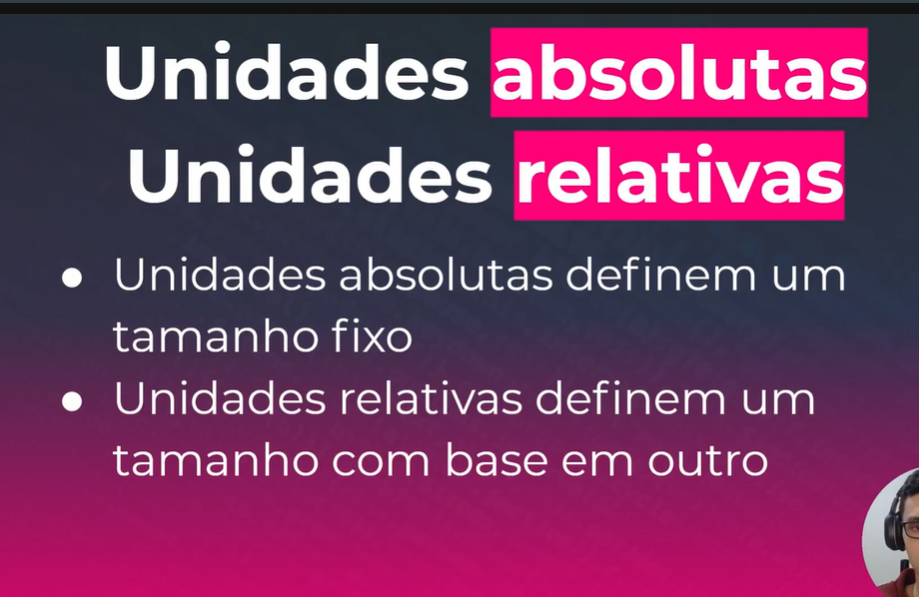 Unidades absolutas
Unidades relativas
● Unidades absolutas definem um
tamanho fixo
● Unidades relativas definem um
tamanho com base em outro